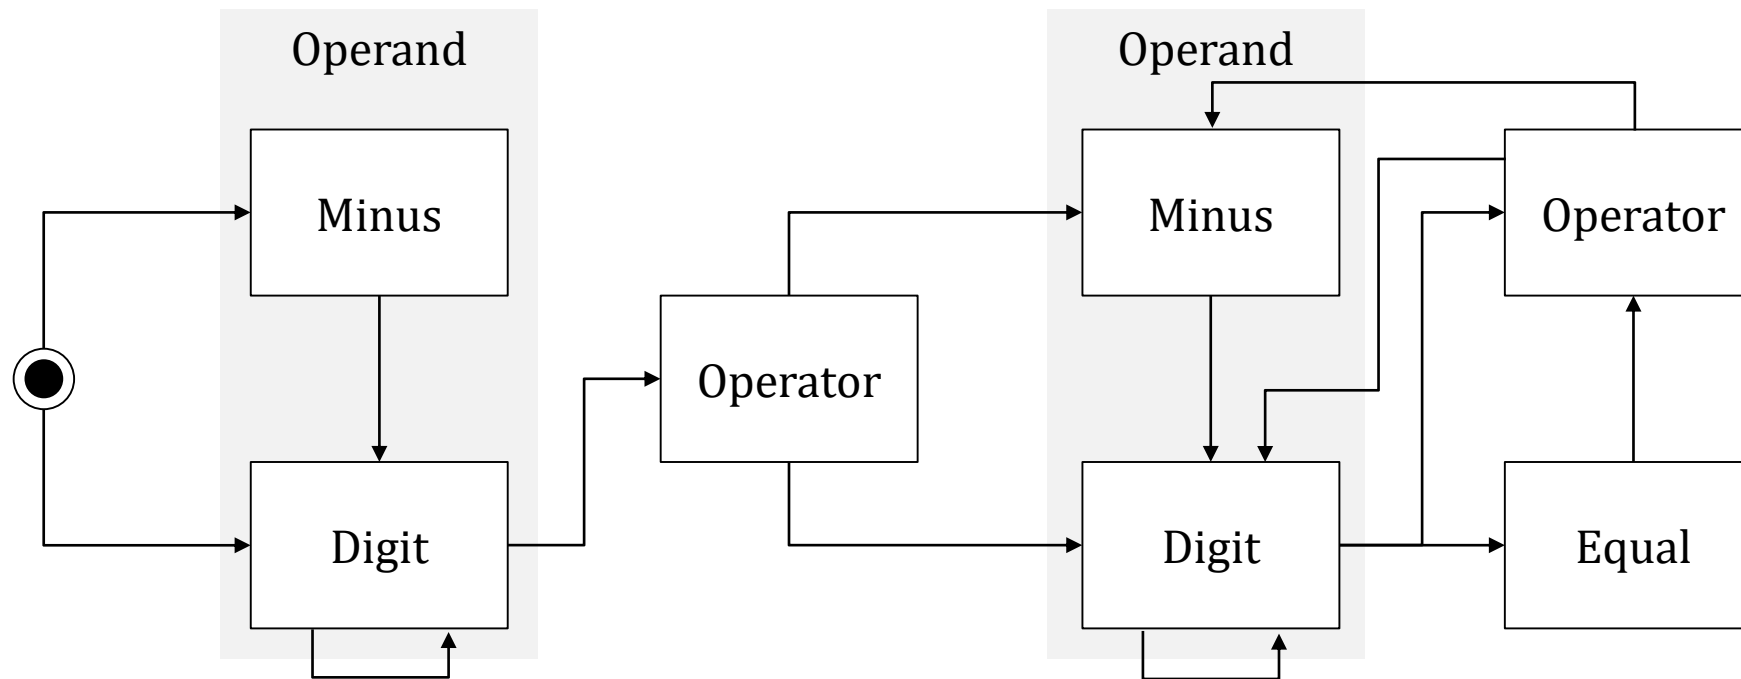 Operand
Minus
Digit
Operator
Operand
Minus
Digit
Operator
Equal